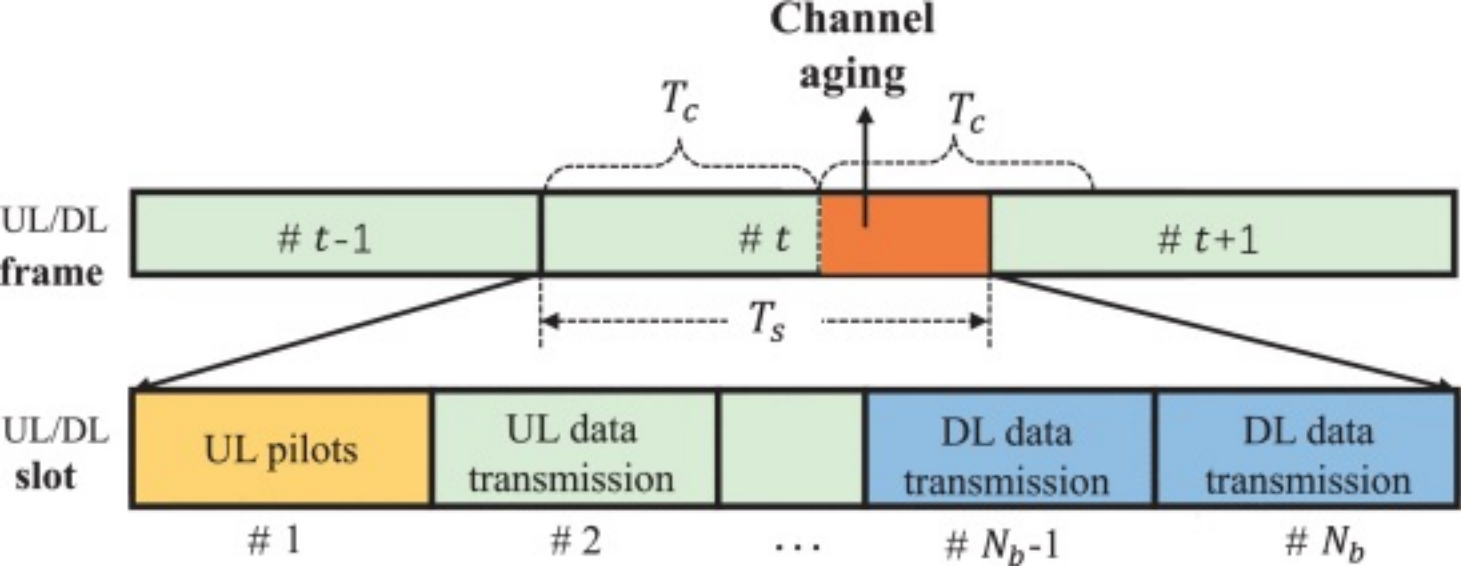 Channel
aging
T_c
T_c
UL/DL
frame
# t-1
# t
# t+1
T_s
UL/DL
slot
UL pilots
UL data
transmission
DL data
transmission
DL data
transmission
# 1
# 2
...
# N_b-1
# N_b